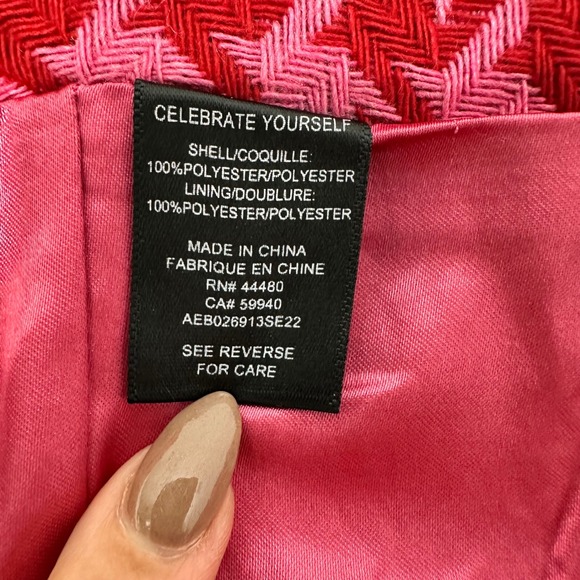 CELEBRATE YOURSELF
SHELL/COQUILLE:
100%POLYESTER/POLYESTER
LINING/DOUBLURE:
100%POLYESTER/POLYESTER
MADE IN CHINA
FABRIQUE EN CHINE
RN# 44480
CA# 59940
AEB026913SE22
SEE REVERSE
FOR CARE